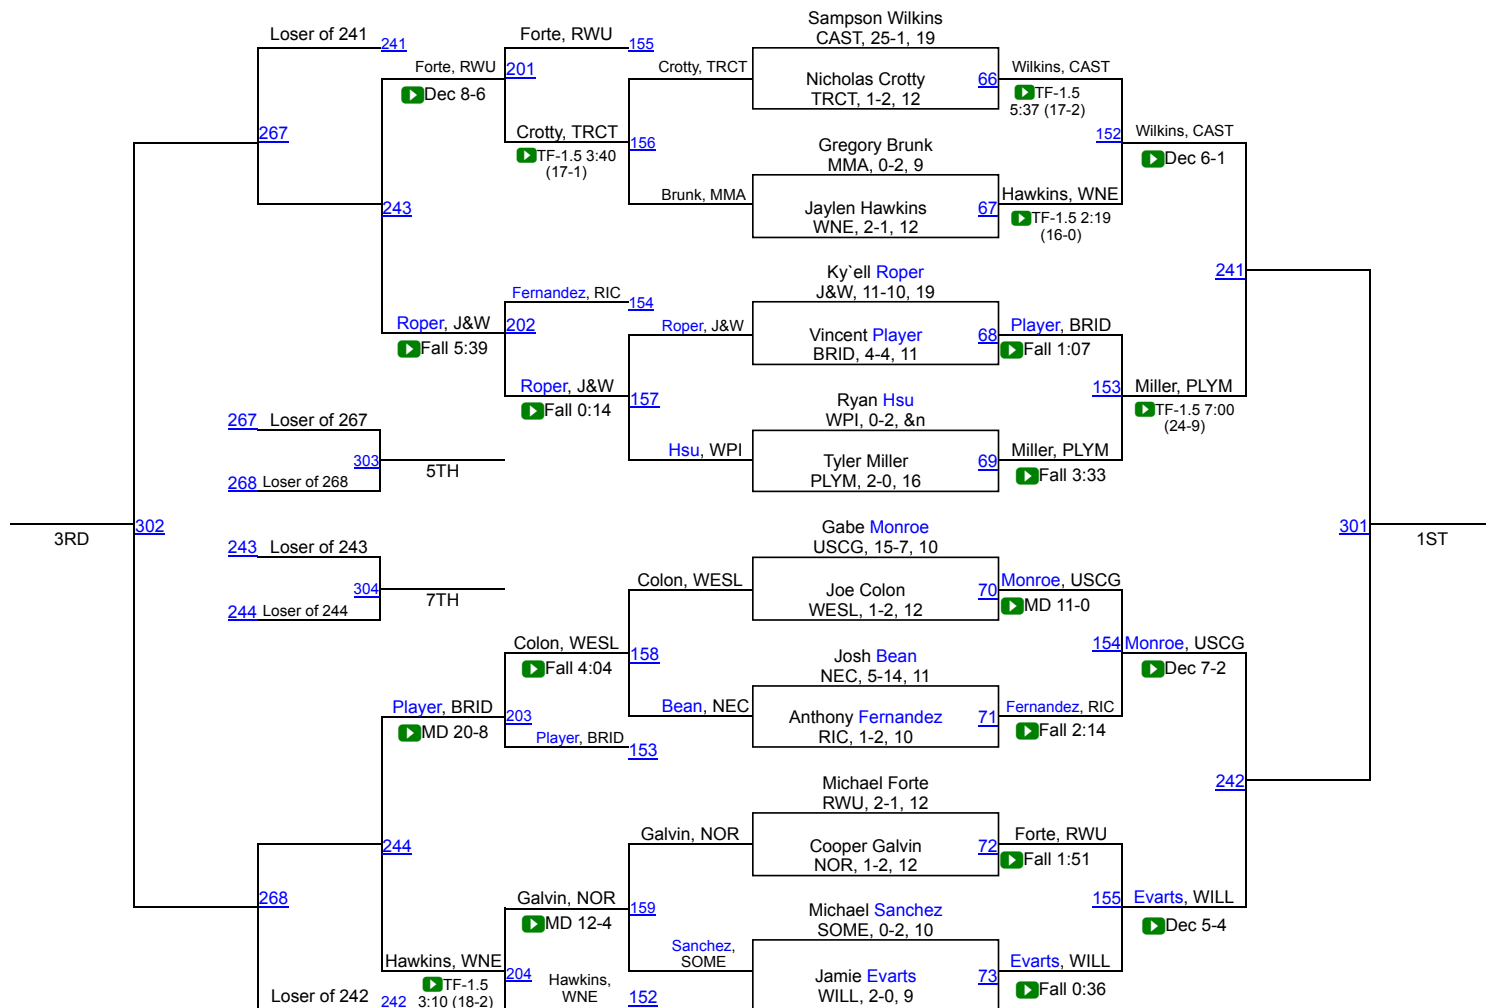 Sampson Wilkins
CAST, 25-1, 19
Loser of 241
241
Forte, RWU
155
Forte, RWU
201
Dec 8-6
Crotty, TRCT
Nicholas Crotty
TRCT, 1-2, 12
66
Wilkins, CAST
TF-1.5
5:37 (17-2)
267
Crotty, TRCT
TF-1.5 3:40
(17-1)
156
Gregory Brunk
MMA, 0-2, 9
152
Wilkins, CAST
Dec 6-1
243
Brunk, MMA
Jaylen Hawkins
WNE, 2-1, 12
67
Hawkins, WNE
TF-1.5 2:19
(16-0)
Ky`ell Roper
J&W, 11-10, 19
241
Fernandez, RIC
154
Roper, J&W
202
Fall 5:39
Roper, J&W
Vincent Player
BRID, 4-4, 11
68
Player, BRID
Fall 1:07
Roper, J&W
Fall 0:14
157
Ryan Hsu
WPI, 0-2, &n
153
Miller, PLYM
TF-1.5 7:00
(24-9)
267
Loser of 267
303
5TH
268
Loser of 268
Hsu, WPI
Tyler Miller
PLYM, 2-0, 16
69
Miller, PLYM
Fall 3:33
3RD
302
301
1ST
Gabe Monroe
USCG, 15-7, 10
243
Loser of 243
304
7TH
244
Loser of 244
Colon, WESL
Joe Colon
WESL, 1-2, 12
70
Monroe, USCG
MD 11-0
Colon, WESL
Fall 4:04
158
Josh Bean
NEC, 5-14, 11
154
Monroe, USCG
Dec 7-2
Player, BRID
MD 20-8
203
Bean, NEC
Anthony Fernandez
RIC, 1-2, 10
71
Fernandez, RIC
Fall 2:14
Player, BRID
153
Michael Forte
RWU, 2-1, 12
242
244
Galvin, NOR
Cooper Galvin
NOR, 1-2, 12
72
Forte, RWU
Fall 1:51
268
Galvin, NOR
MD 12-4
159
Michael Sanchez
SOME, 0-2, 10
155
Evarts, WILL
Dec 5-4
Hawkins, WNE
TF-1.5
3:10 (18-2)
204
Hawkins,
WNE
152
Sanchez,
SOME
Jamie Evarts
WILL, 2-0, 9
73
Evarts, WILL
Fall 0:36
Loser of 242
242